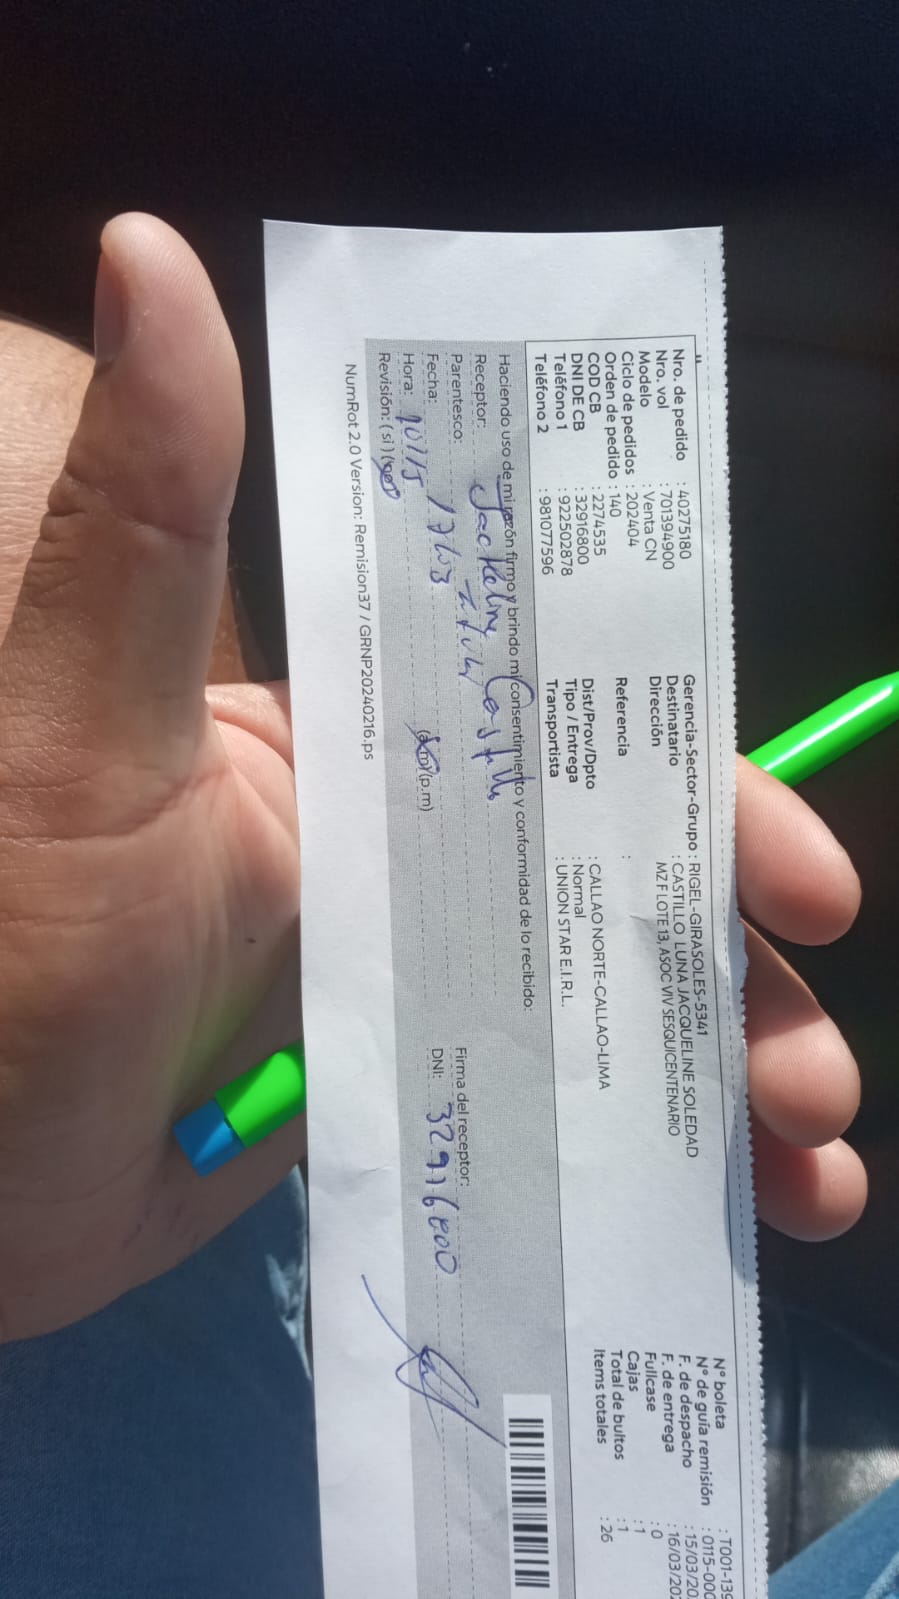 Nro. de pedido : 40275180
Nro. vol : 701394900
Modelo : Venta CN
Ciclo de pedidos : 202404
Orden de pedido : 140
COD CB : 2274535
DNI DE CB : 32916800
Teléfono 1 : 922502878
Teléfono 2 : 981077596
Gerencia-Sector-Grupo : RIGEL-GIRASOLES-5341
Destinatario : CASTILLO LUNA JACQUELINE SOLEDAD
Dirección MZ F LOTE 13, ASOC VIV SESQUICENTENARIO
Referencia :
Dist/Prov/Dpto : CALLAO NORTE-CALLAO-LIMA
Tipo / Entrega : Normal
Transportista : UNION STAR E.I.R.L.
N° boleta : T001-139
N° de guía remisión : 0115-000
F. de despacho : 15/03/20
F. de entrega : 16/03/202
Fullcase : 0
Cajas : 1
Total de bultos : 1
Items totales : 26
Haciendo uso de mi razón firmo y brindo mi consentimiento y conformidad de lo recibido:
Receptor: Jackeline Castillo
Parentesco:
Fecha:
Hora: (a.m) (p.m)
Revisión: ( si ) (
Firma del receptor:
DNI: 32916800
NumRot 2.0 Version: Remision37 / GRNP20240216.ps